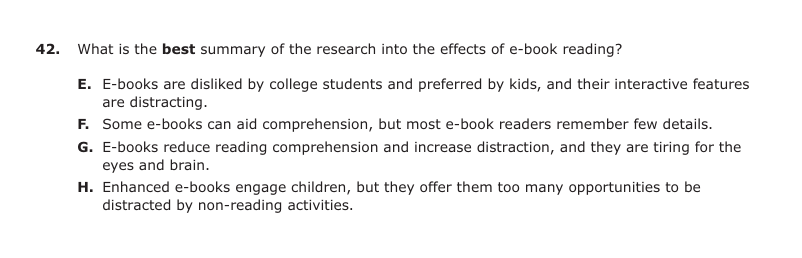 42. What is the best summary of the research into the effects of e-book reading?
E. E-books are disliked by college students and preferred by kids, and their interactive features
are distracting.
F. Some e-books can aid comprehension, but most e-book readers remember few details.
G. E-books reduce reading comprehension and increase distraction, and they are tiring for the
eyes and brain.
H. Enhanced e-books engage children, but they offer them too many opportunities to be
distracted by non-reading activities.